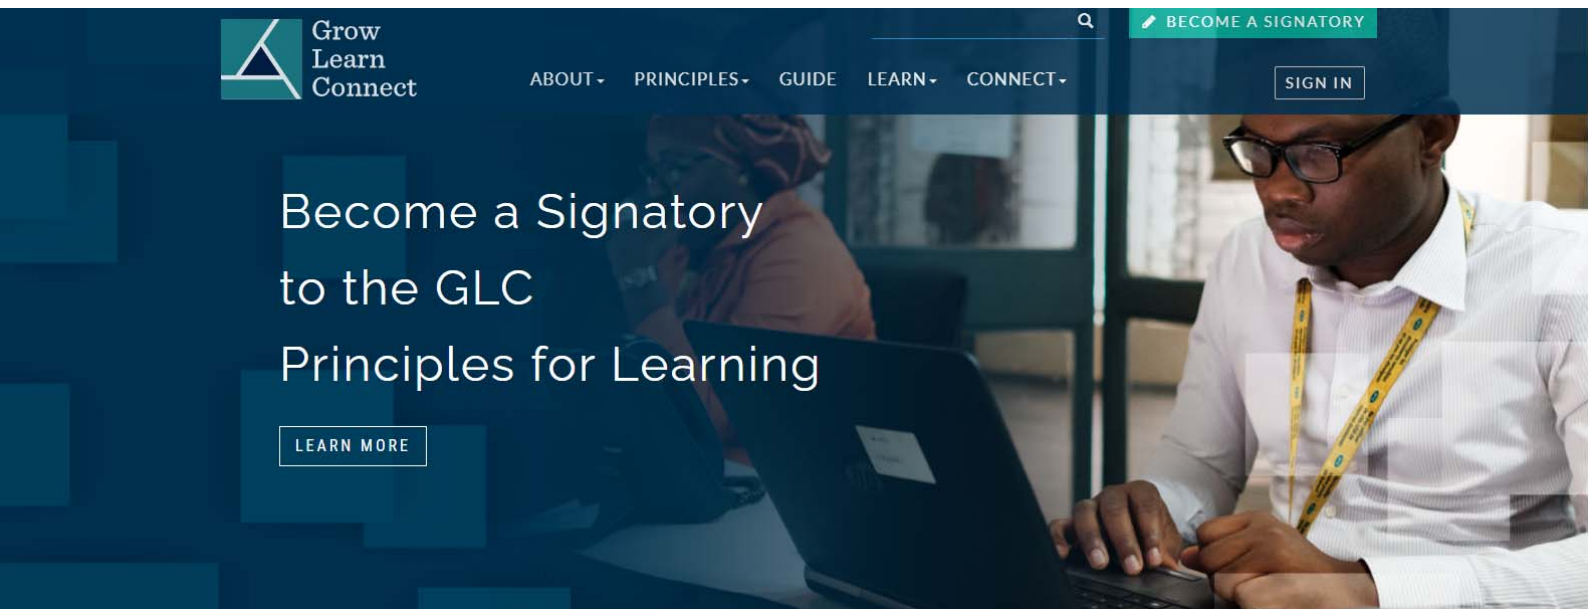 Grow
Learn
Connect
BECOME A SIGNATORY
ABOUT PRINCIPLES GUIDE LEARN CONNECT
SIGN IN
Become a Signatory
to the GLC
Principles for Learning
LEARN MORE